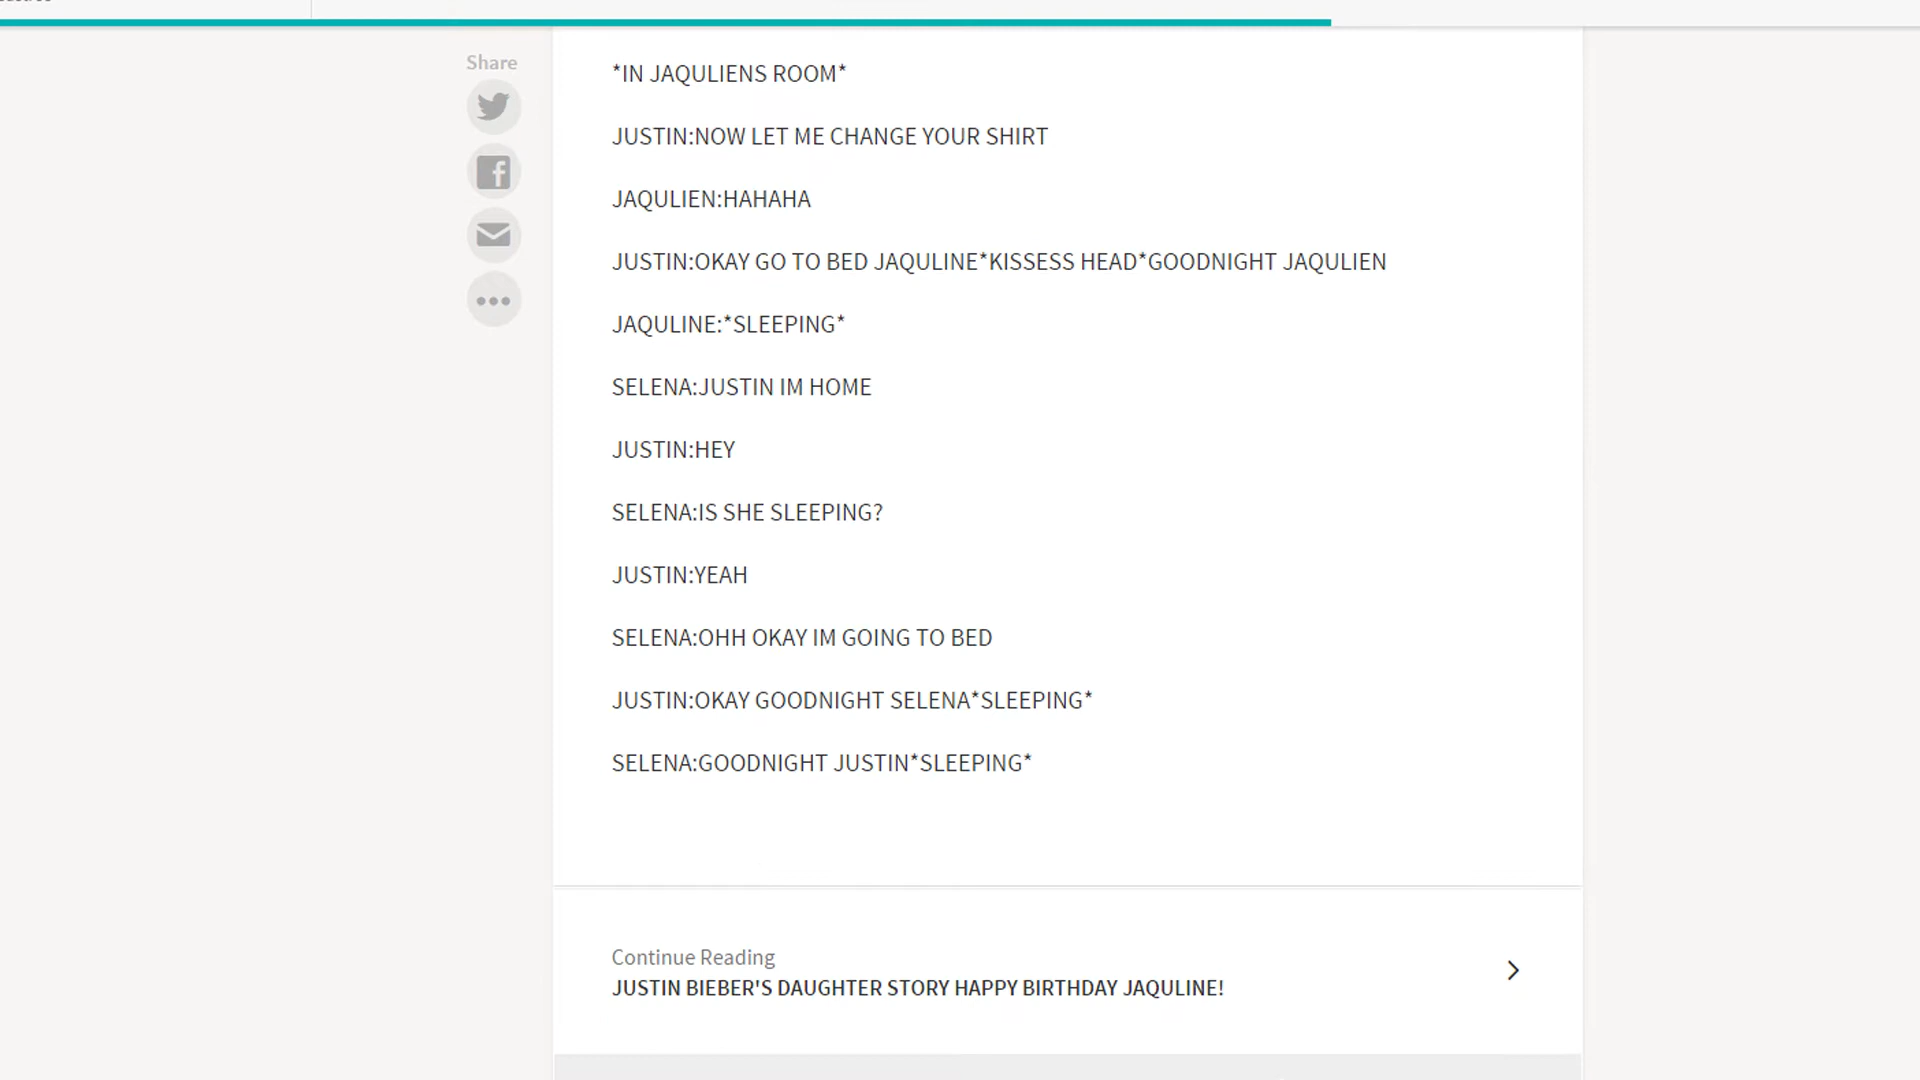 Share
*IN JAQULIENS ROOM*
JUSTIN:NOW LET ME CHANGE YOUR SHIRT
JAQULIEN:HAHAHA
JUSTIN:OKAY GO TO BED JAQULINE*KISSESS HEAD*GOODNIGHT JAQULIEN
JAQULINE:*SLEEPING*
SELENA:JUSTIN IM HOME
JUSTIN:HEY
SELENA:IS SHE SLEEPING?
JUSTIN:YEAH
SELENA:OHH OKAY IM GOING TO BED
JUSTIN:OKAY GOODNIGHT SELENA*SLEEPING*
SELENA:GOODNIGHT JUSTIN*SLEEPING*
Continue Reading
JUSTIN BIEBER'S DAUGHTER STORY HAPPY BIRTHDAY JAQULINE!